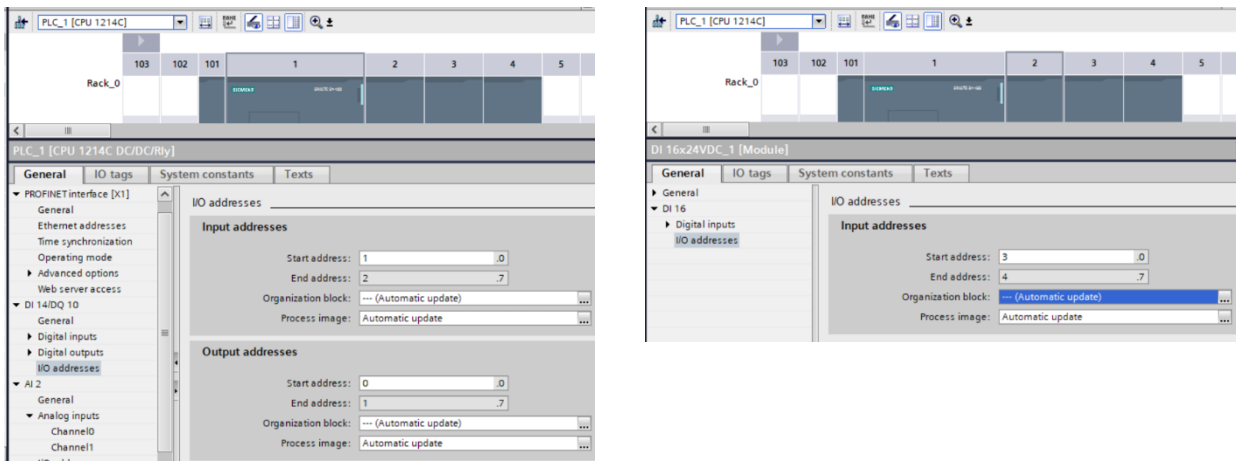 PLC_1 [CPU 1214C]
103 102 101 1 2 3 4 5
Rack_0
SIEMENS
PLC_1 [CPU 1214C DC/DC/Rly]
General IO tags System constants Texts
PROFINET interface [X1]
General
Ethernet addresses
Time synchronization
Operating mode
Advanced options
Web server access
DI 14/DQ 10
General
Digital inputs
Digital outputs
I/O addresses
AI 2
General
Analog inputs
Channel0
Channel1
I/O addresses
Input addresses
Start address: 1 .0
End address: 2 .7
Organization block: --- (Automatic update) ...
Process image: Automatic update ...
Output addresses
Start address: 0 .0
End address: 1 .7
Organization block: --- (Automatic update) ...
Process image: Automatic update ...
PLC_1 [CPU 1214C]
103 102 101 1 2 3 4 5
Rack_0
SIEMENS
DI 16x24VDC_1 [Module]
General IO tags System constants Texts
General
DI 16
Digital inputs
I/O addresses
I/O addresses
Input addresses
Start address: 3 .0
End address: 4 .7
Organization block: --- (Automatic update) ...
Process image: Automatic update ...